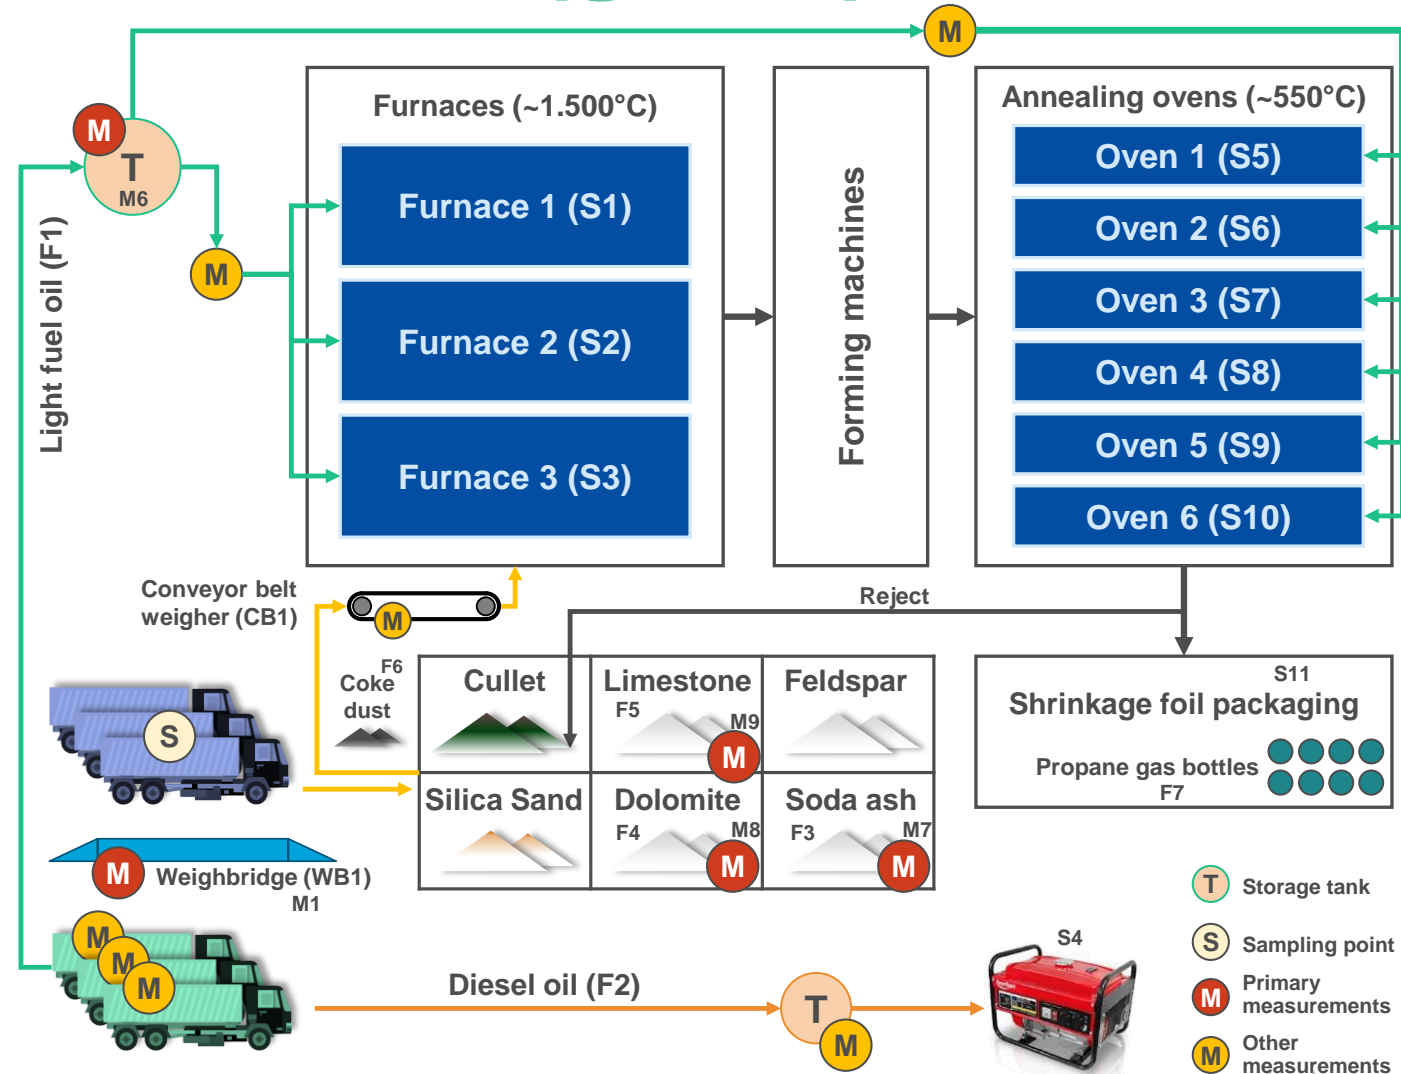 M
Furnaces (~1.500°C)
Annealing ovens (~550°C)
M
T
M6
Oven 1 (S5)
Furnace 1 (S1)
Oven 2 (S6)
Light fuel oil (F1)
M
Forming machines
Oven 3 (S7)
Furnace 2 (S2)
Oven 4 (S8)
Oven 5 (S9)
Furnace 3 (S3)
Oven 6 (S10)
Conveyor belt
weigher (CB1)
M
Reject
F6
Coke
dust
Cullet
Limestone
F5
M9
M
Feldspar
S11
Shrinkage foil packaging
Propane gas bottles
F7
S
Silica Sand
Dolomite
F4
M8
M
Soda ash
F3
M7
M
M
Weighbridge (WB1)
M1
T
Storage tank
M
M
M
Diesel oil (F2)
T
M
S4
S
Sampling point
M
Primary
measurements
M
Other
measurements